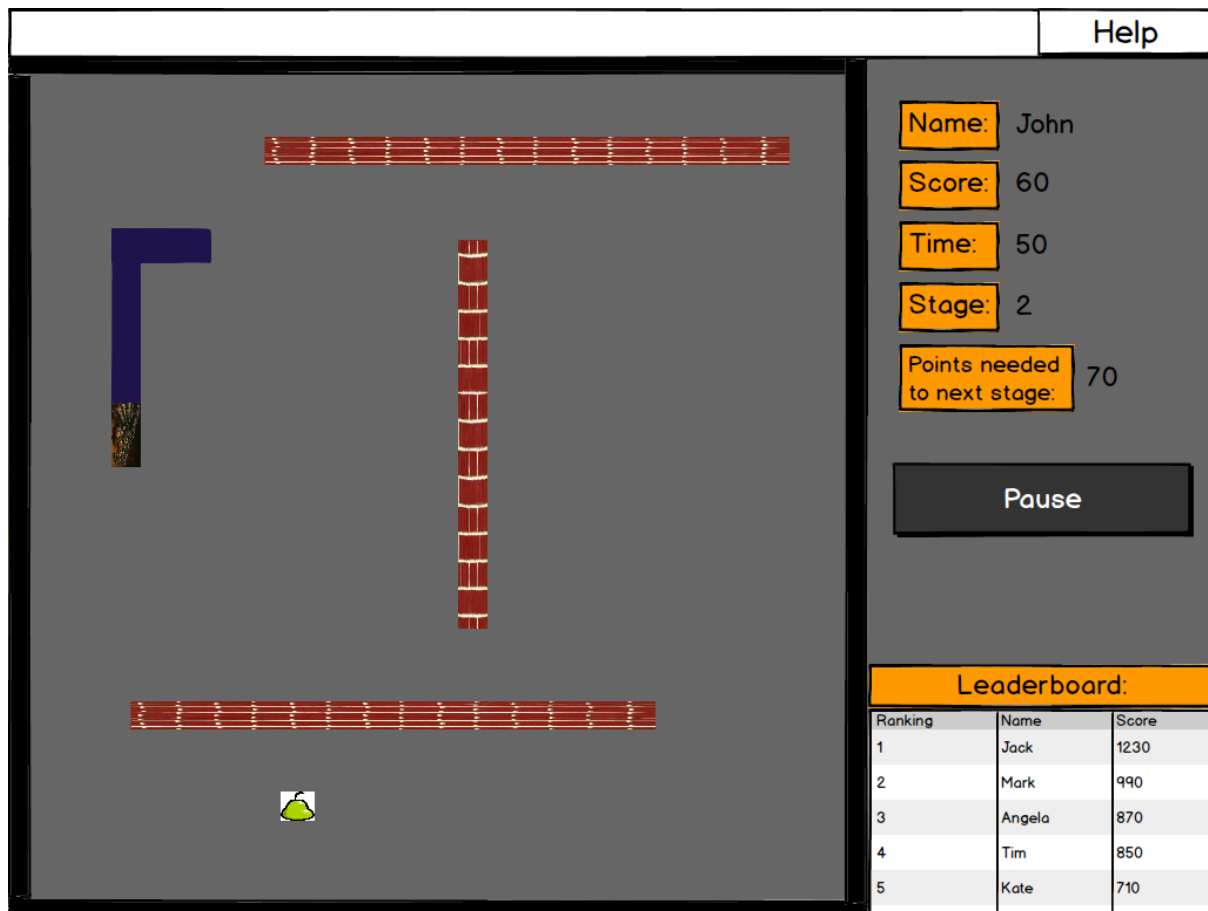 Help
Name: John
Score: 60
Time: 50
Stage: 2
Points needed
to next stage: 70
Pause
Leaderboard:
Ranking Name Score
1 Jack 1230
2 Mark 990
3 Angela 870
4 Tim 850
5 Kate 710